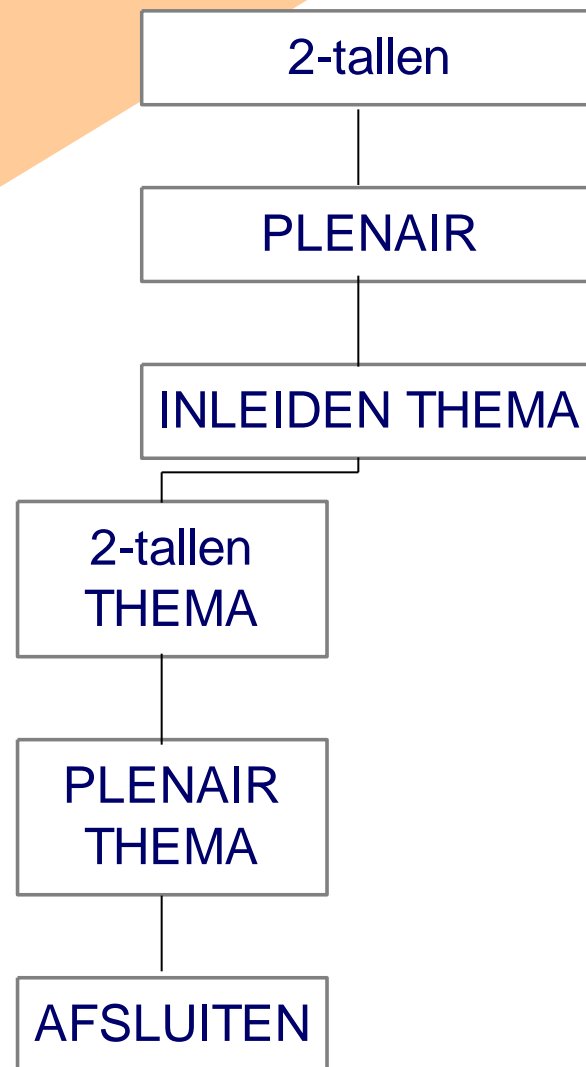 2-tallen
PLENAIR
INLEIDEN THEMA
2-tallen
THEMA
PLENAIR
THEMA
AFSLUITEN